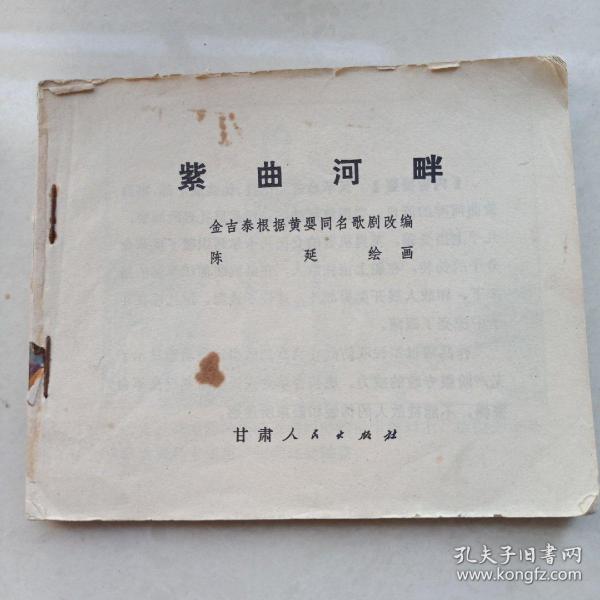 紫曲河畔
金吉泰根据黄婴同名歌剧改编
陈延绘画
甘肃人民出版社
孔夫子旧书网
www.kongfz.com